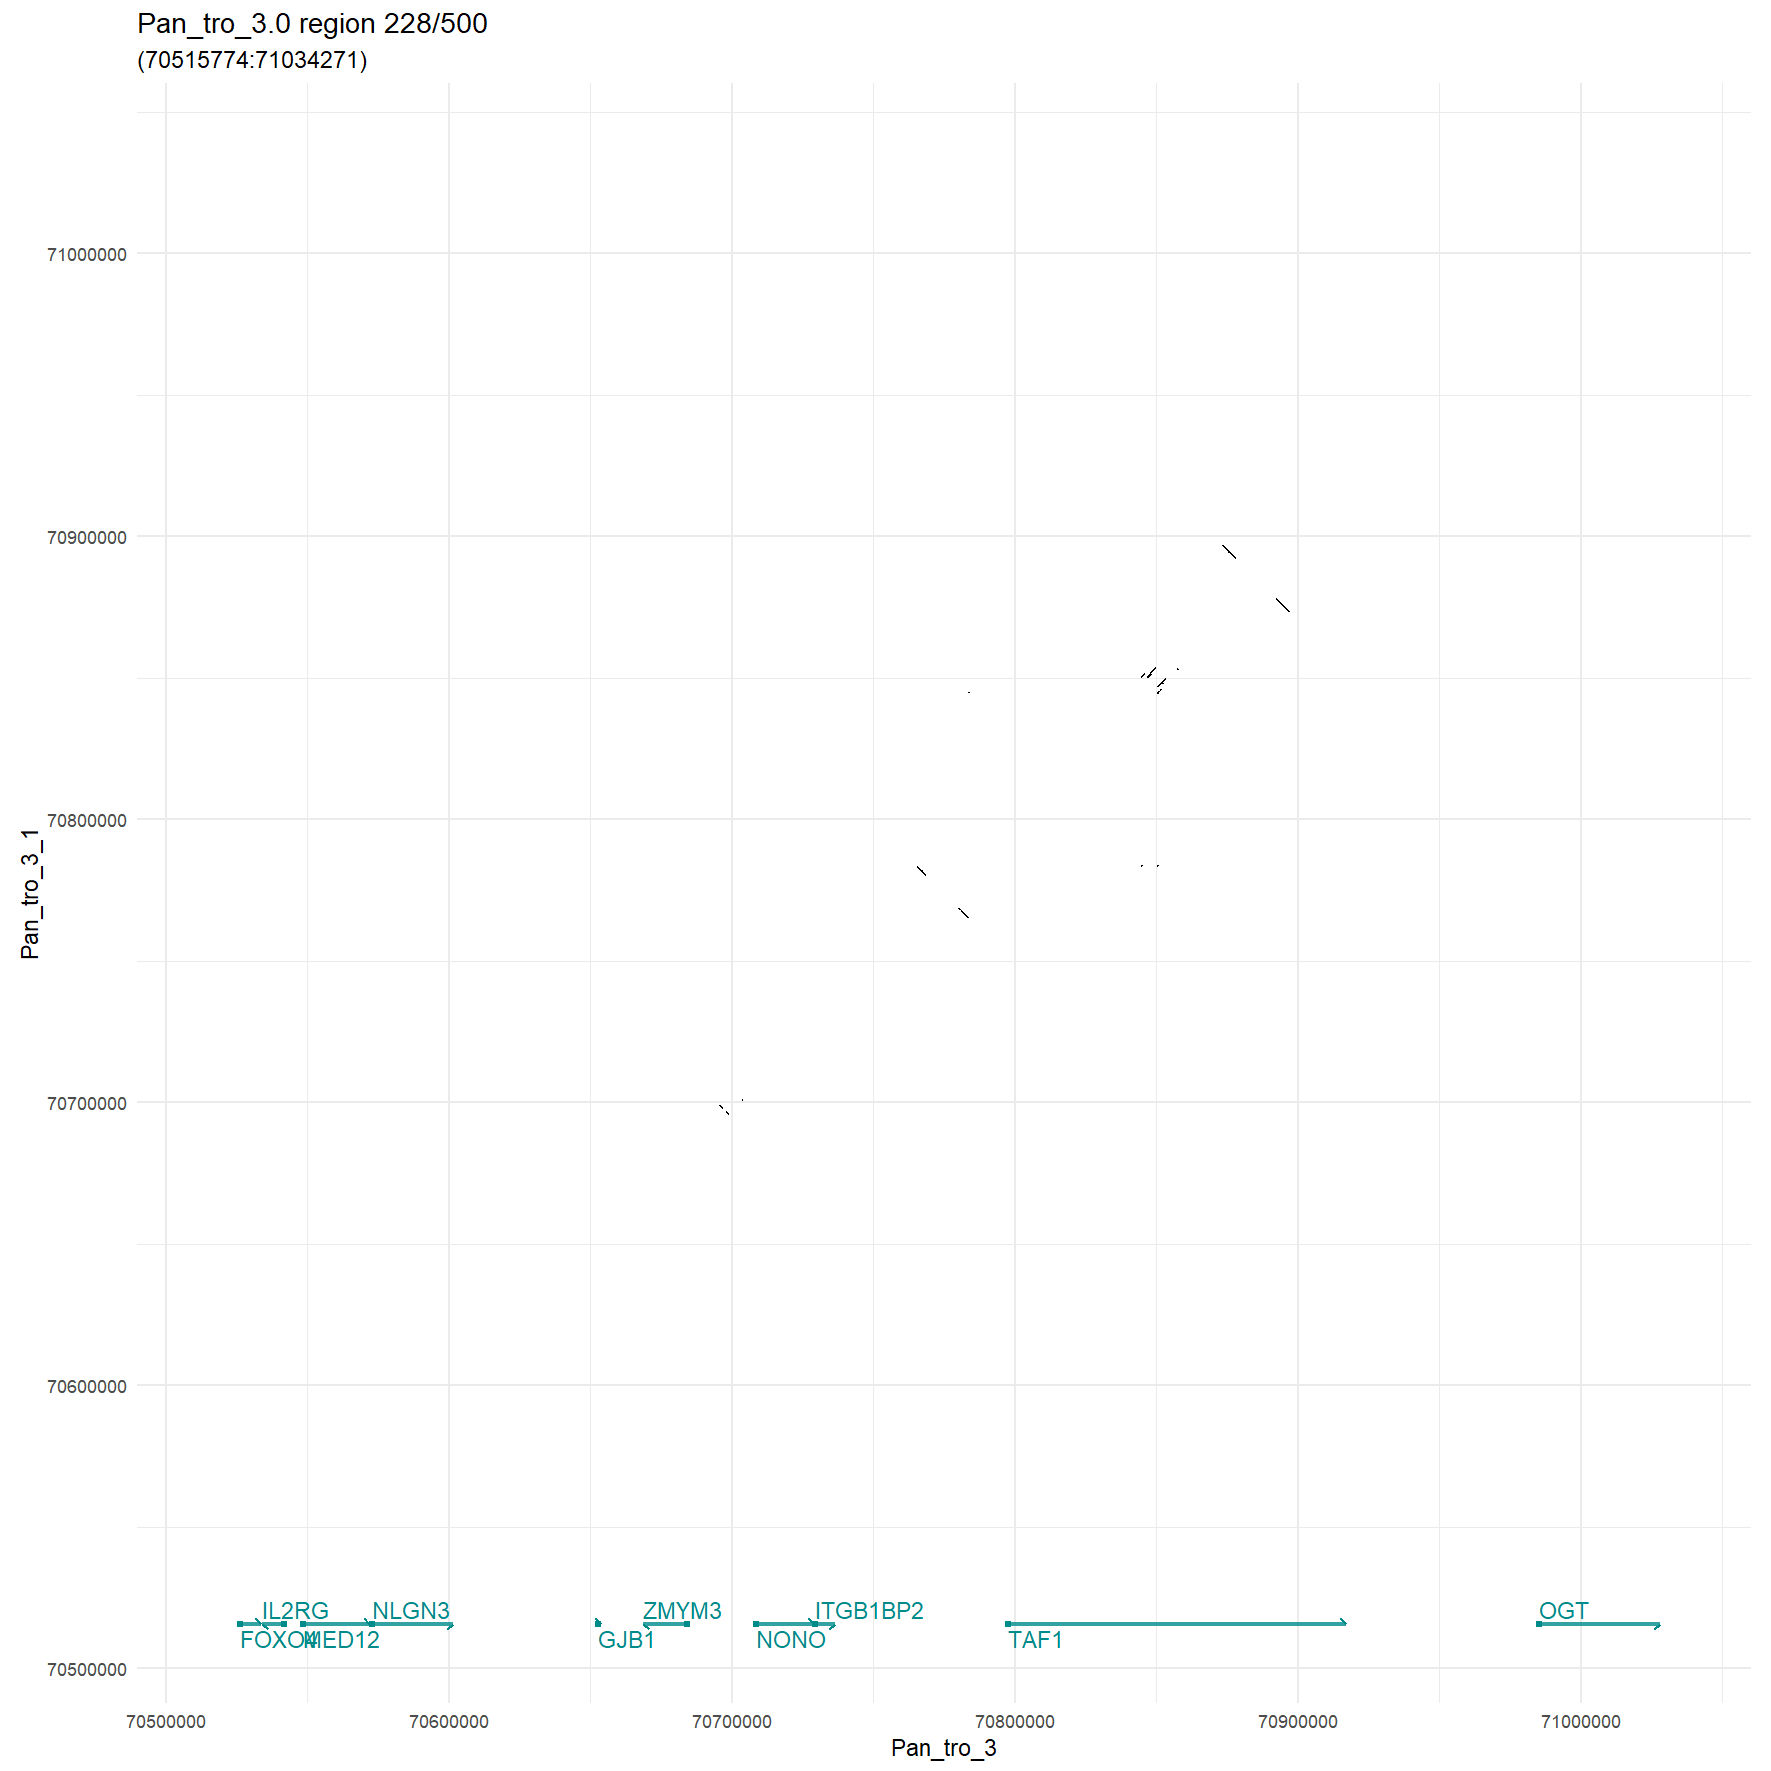 Pan_tro_3.0 region 228/500
(70515774:71034271)
71000000
70900000
70800000
70700000
70600000
70500000
Pan_tro_3_1
IL2RG
NLGN3
ZMYM3
ITGB1BP2
OGT
FOXO4
MED12
GJB1
NONO
TAF1
70500000
70600000
70700000
70800000
70900000
71000000
Pan_tro_3